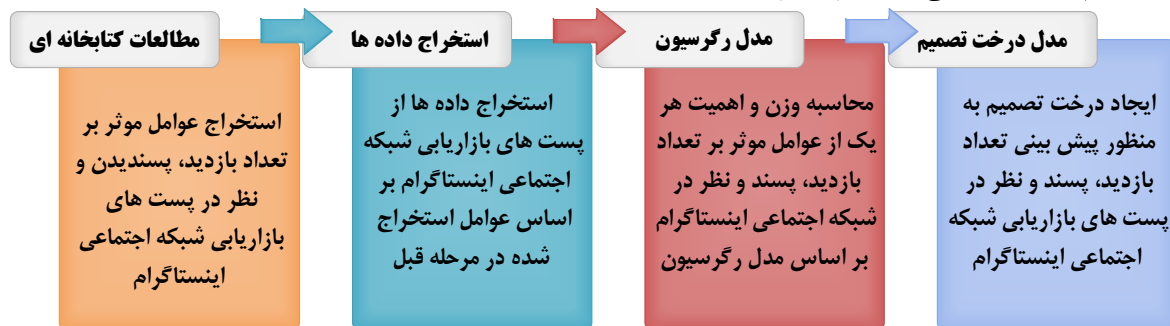 مطالعات کتابخانه ای
استخراج عوامل موثر بر
تعداد بازدید، پسندیدن و
نظر در پست های
بازاریابی شبکه اجتماعی
اینستاگرام
استخراج داده ها
استخراج داده ها از
پست های بازاریابی شبکه
اجتماعی اینستاگرام بر
اساس عوامل استخراج
شده در مرحله قبل
مدل رگرسیون
محاسبه وزن و اهمیت هر
یک از عوامل موثر بر تعداد
بازدید، پسند و نظر در
شبکه اجتماعی اینستاگرام
بر اساس مدل رگرسیون
مدل درخت تصمیم
ایجاد درخت تصمیم به
منظور پیش بینی تعداد
بازدید، پسند و نظر در
پست های بازاریابی شبکه
اجتماعی اینستاگرام